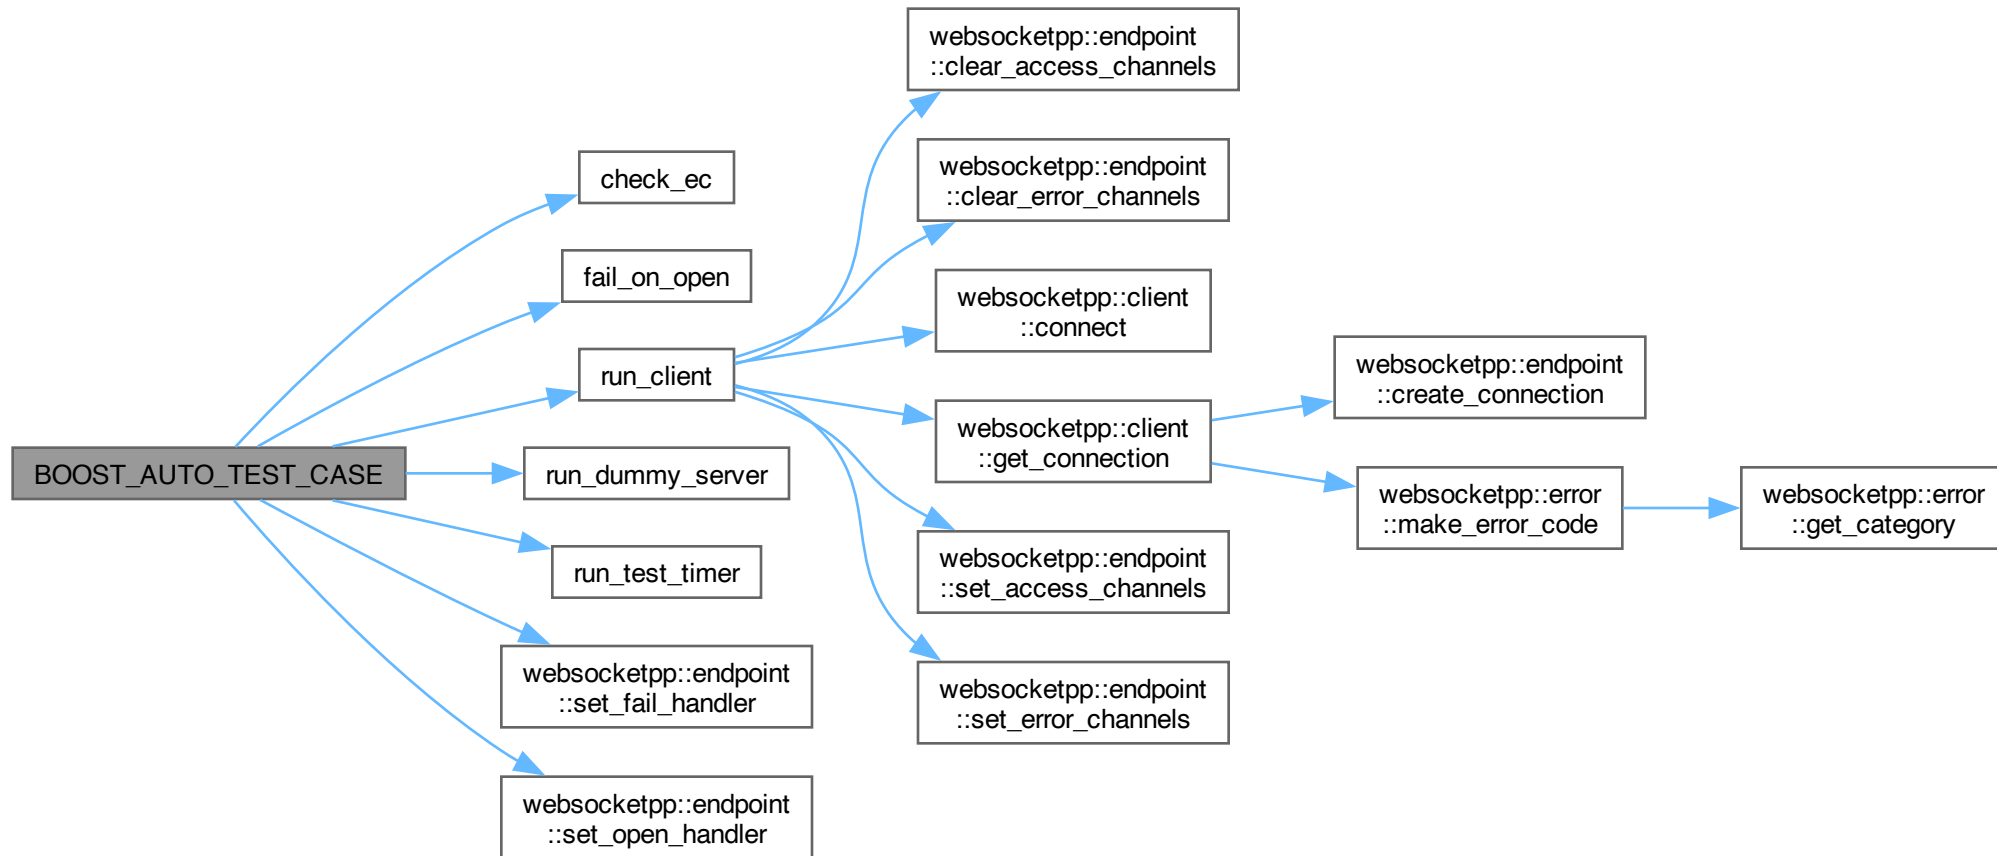 BOOST_AUTO_TEST_CASE
check_ec
fail_on_open
run_client
run_dummy_server
run_test_timer
websocketpp::endpoint
::set_fail_handler
websocketpp::endpoint
::set_open_handler
websocketpp::endpoint
::clear_access_channels
websocketpp::endpoint
::clear_error_channels
websocketpp::client
::connect
websocketpp::client
::get_connection
websocketpp::endpoint
::set_access_channels
websocketpp::endpoint
::set_error_channels
websocketpp::endpoint
::create_connection
websocketpp::error
::make_error_code
websocketpp::error
::get_category